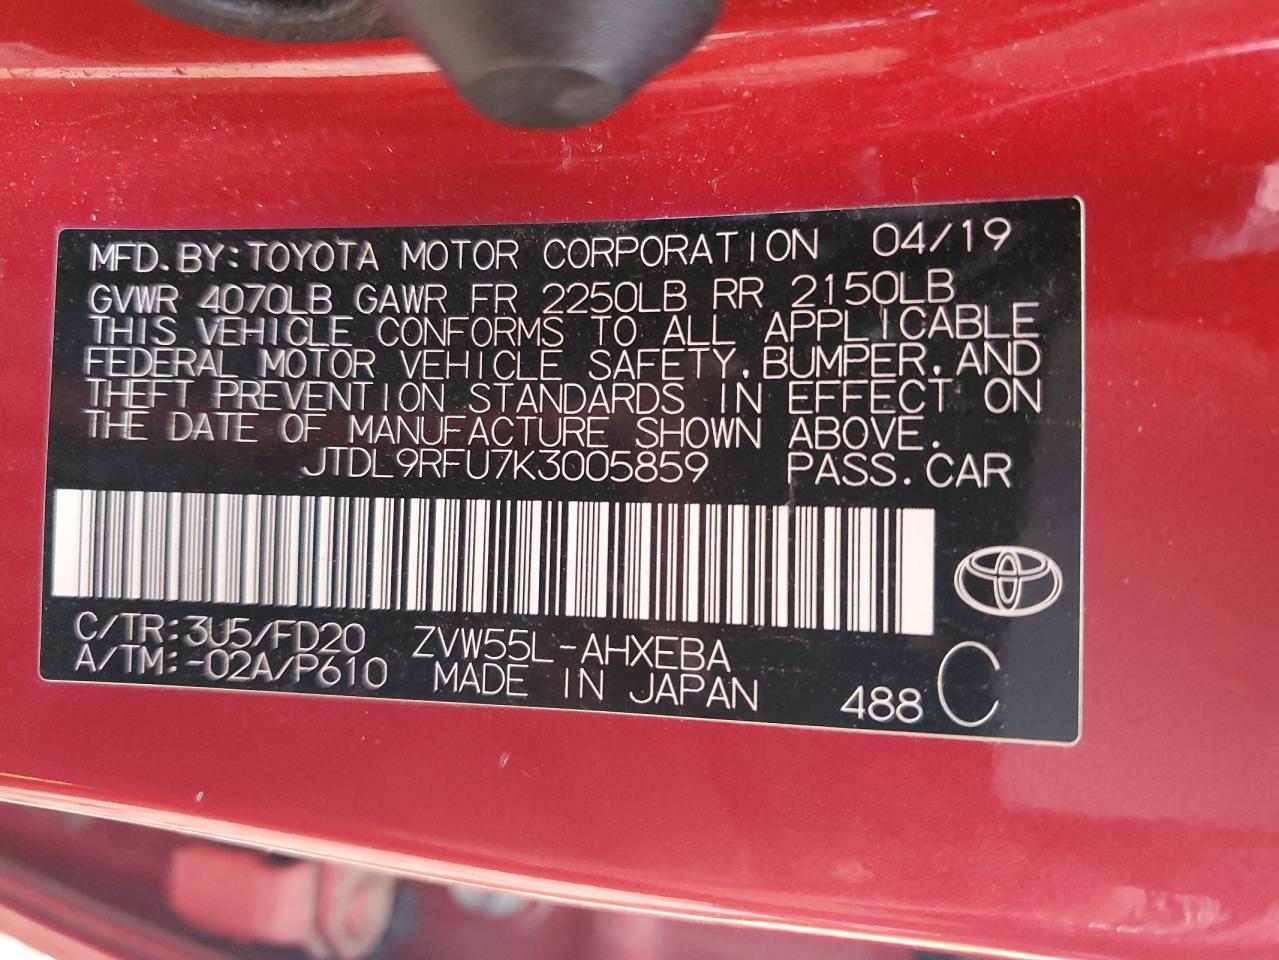 MFD.BY:TOYOTA MOTOR CORPORATION 04/19
GVWR 4070LB GAWR FR 2250LB RR 2150LB
THIS VEHICLE CONFORMS TO ALL APPLICABLE
FEDERAL MOTOR VEHICLE SAFETY,BUMPER,AND
THEFT PREVENTION STANDARDS IN EFFECT ON
THE DATE OF MANUFACTURE SHOWN ABOVE.
JTDL9RFU7K3005859 PASS.CAR
C/TR:3U5/FD20 ZVW55L-AHXEBA
A/TM:-02A/P610 MADE IN JAPAN 488 C